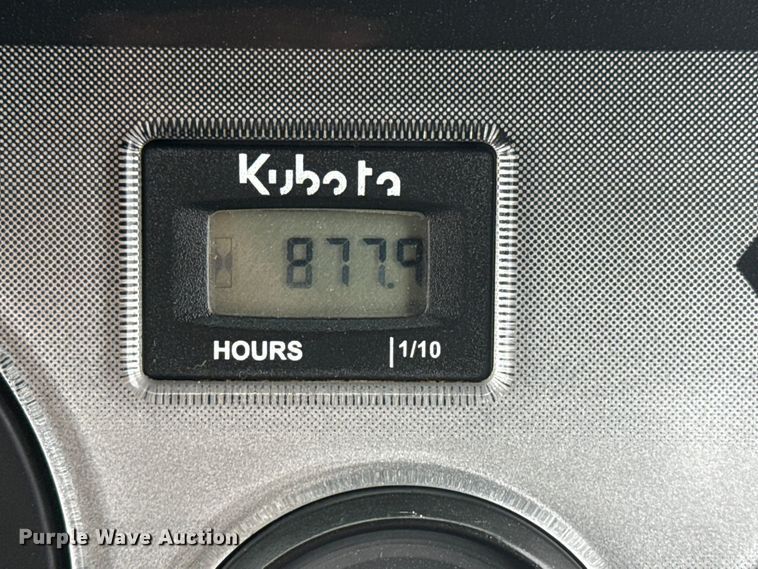 Kubota
877.9
HOURS |1/10
Purple Wave Auction